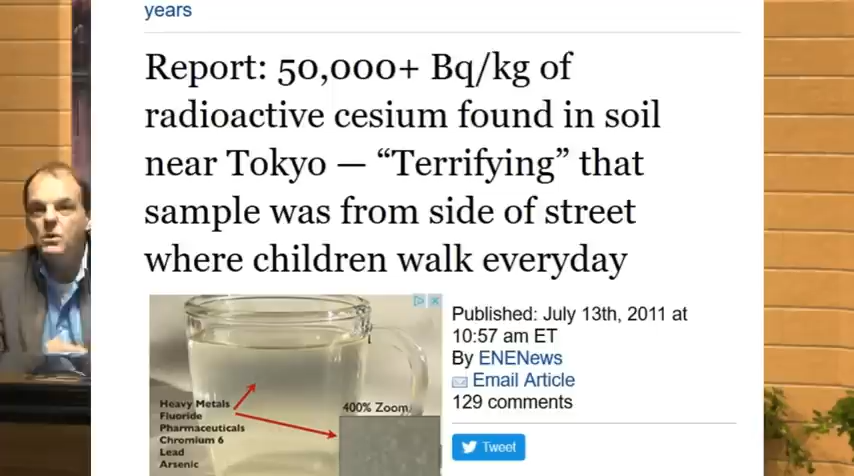 years
Report: 50,000+ Bq/kg of
radioactive cesium found in soil
near Tokyo — “Terrifying” that
sample was from side of street
where children walk everyday
Published: July 13th, 2011 at
10:57 am ET
By ENENews
Email Article
129 comments
Tweet
Heavy Metals
Fluoride
Pharmaceuticals
Chromium 6
Lead
Arsenic
400% Zoom